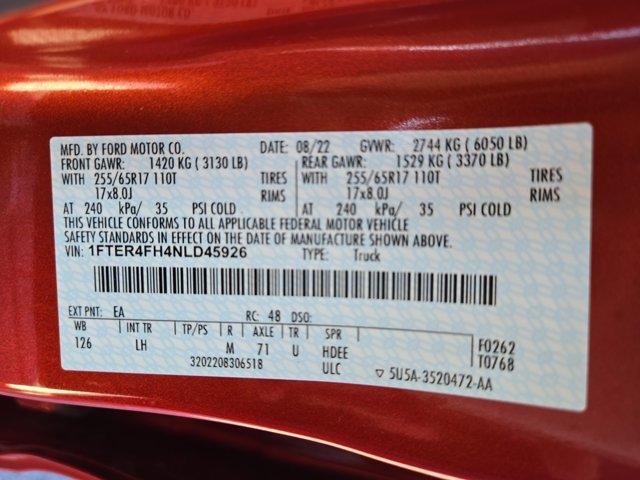 MFD. BY FORD MOTOR CO. DATE: 08/22 GVWR: 2744 KG ( 6050 LB)
FRONT GAWR: 1420 KG ( 3130 LB) REAR GAWR: 1529 KG ( 3370 LB)
WITH 255/65R17 110T TIRES WITH 255/65R17 110T TIRES
17x8.0J RIMS 17x8.0J RIMS
AT 240 kPa/ 35 PSI COLD AT 240 kPa/ 35 PSI COLD
THIS VEHICLE CONFORMS TO ALL APPLICABLE FEDERAL MOTOR VEHICLE
SAFETY STANDARDS IN EFFECT ON THE DATE OF MANUFACTURE SHOWN ABOVE.
VIN: 1FTER4FH4NLD45926 TYPE: Truck
EXT PNT: EA RC: 48 DSO:
WB INT TR TP/PS R AXLE TR SPR F0262
126 LH M 71 U HDEE T0768
3202208306518 ULC ▽ 5U5A-3520472-AA